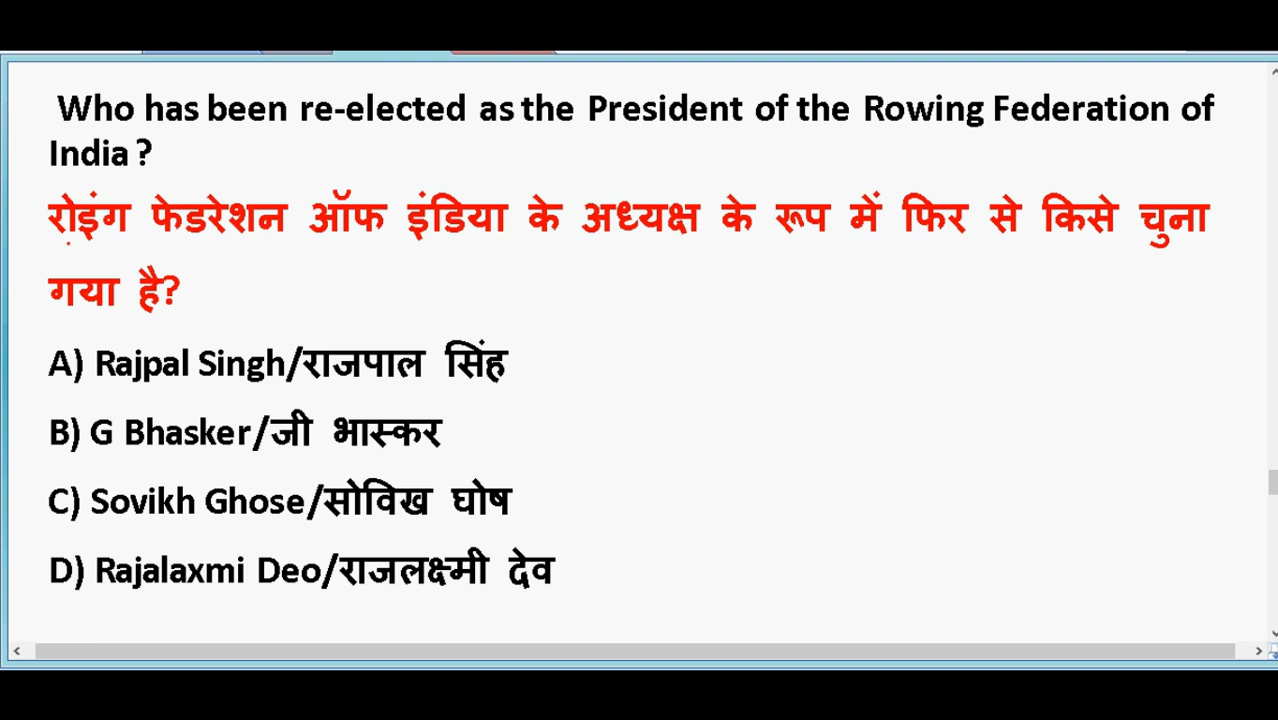 Who has been re-elected as the President of the Rowing Federation of
India ?
रोइंग फेडरेशन ऑफ इंडिया के अध्यक्ष के रूप में फिर से किसे चुना
गया है?
A) Rajpal Singh/राजपाल सिंह
B) G Bhasker/जी भास्कर
C) Sovikh Ghose/सोविख घोष
D) Rajalaxmi Deo/राजलक्ष्मी देव